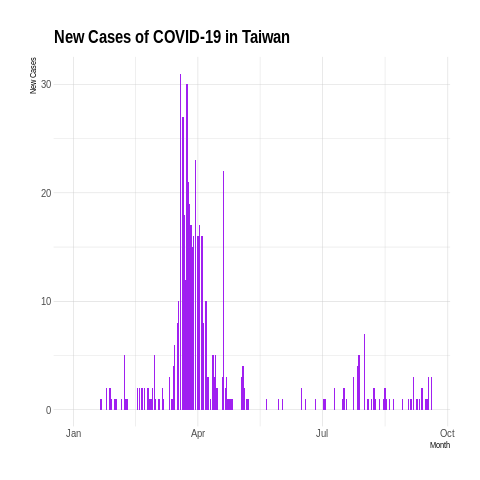 New Cases of COVID-19 in Taiwan
New Cases
30
20
10
0
Jan
Apr
Jul
Oct
Month